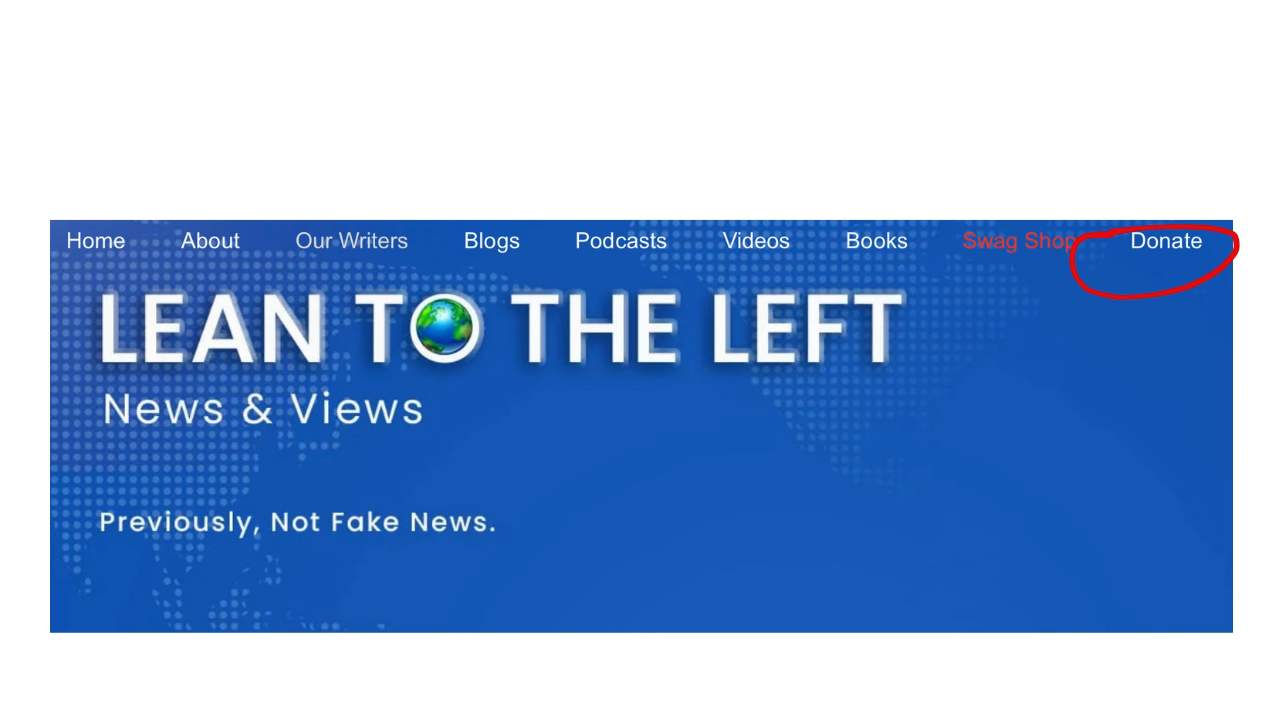 Home About Our Writers Blogs Podcasts Videos Books Swag Shop Donate
LEAN TO THE LEFT
News & Views
Previously, Not Fake News.